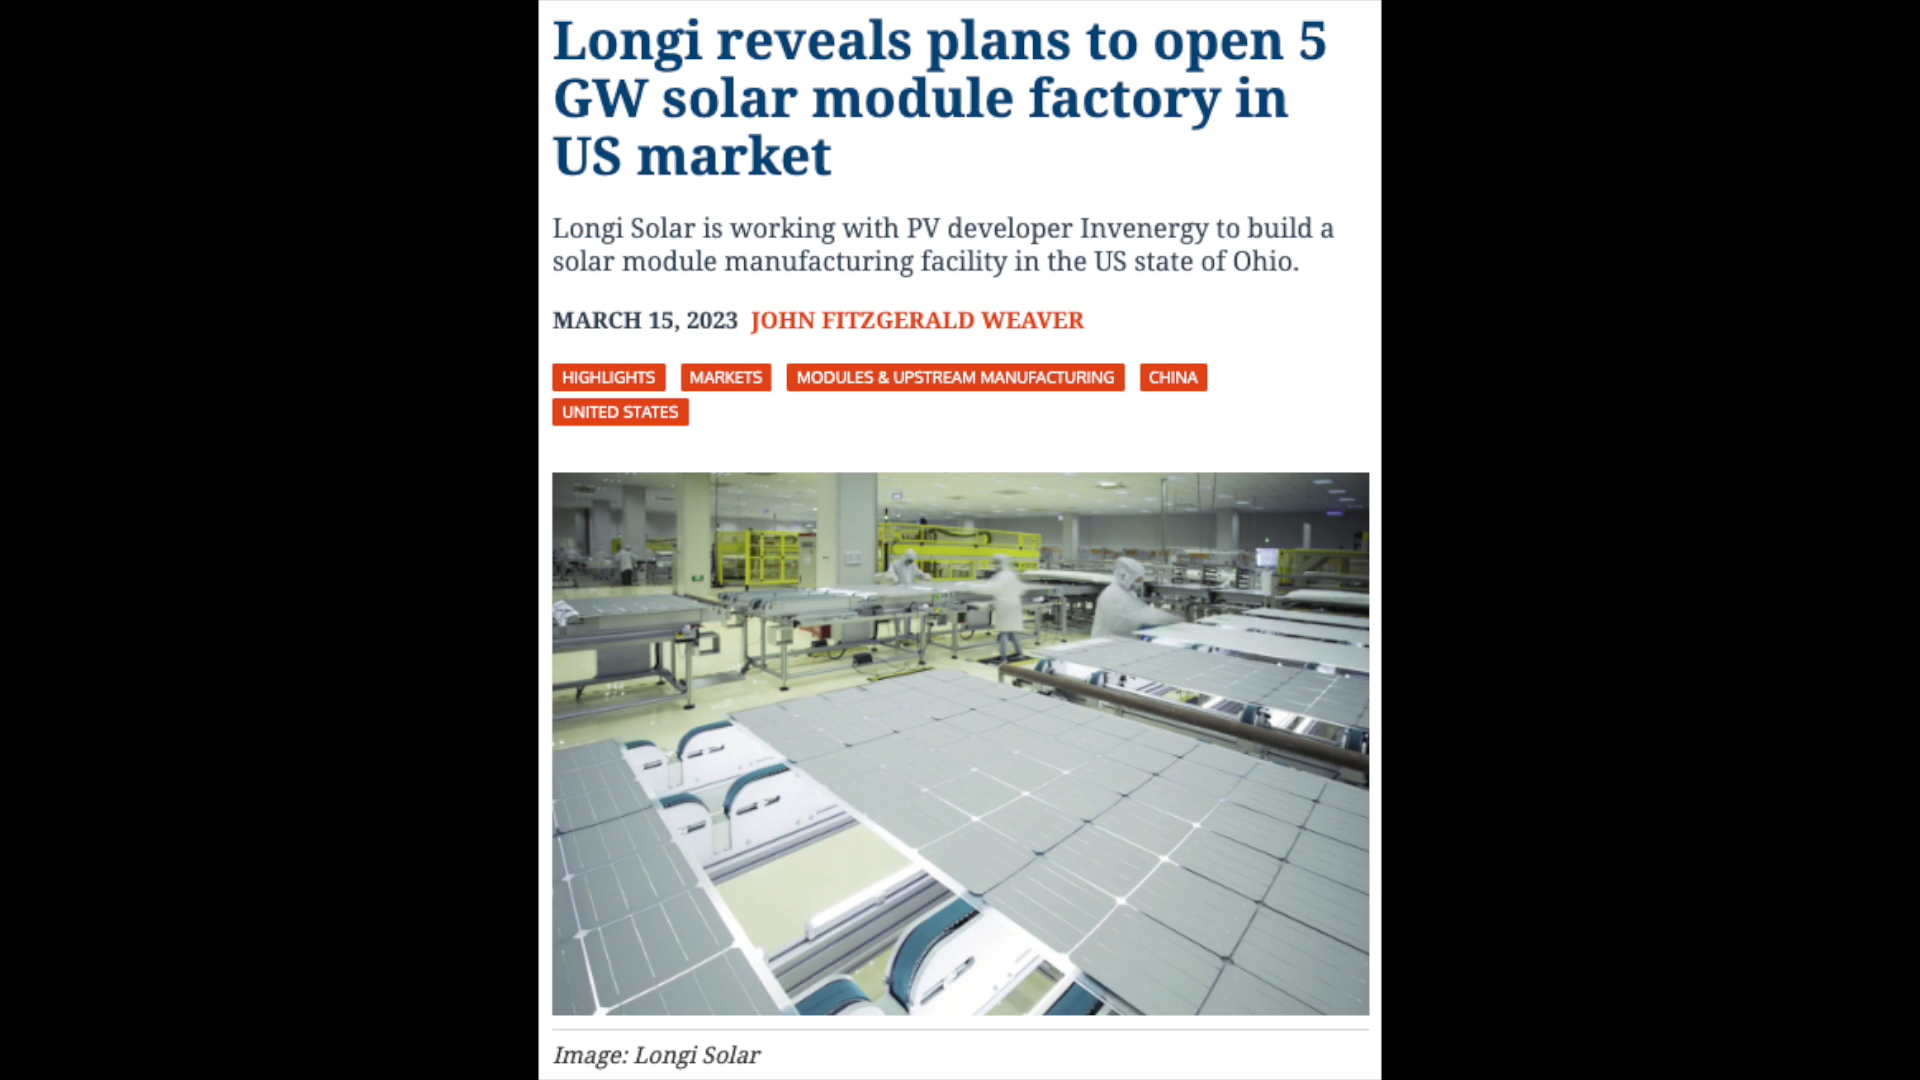 Longi reveals plans to open 5
GW solar module factory in
US market
Longi Solar is working with PV developer Invenergy to build a
solar module manufacturing facility in the US state of Ohio.
MARCH 15, 2023 JOHN FITZGERALD WEAVER
HIGHLIGHTS MARKETS MODULES & UPSTREAM MANUFACTURING CHINA
UNITED STATES
Image: Longi Solar